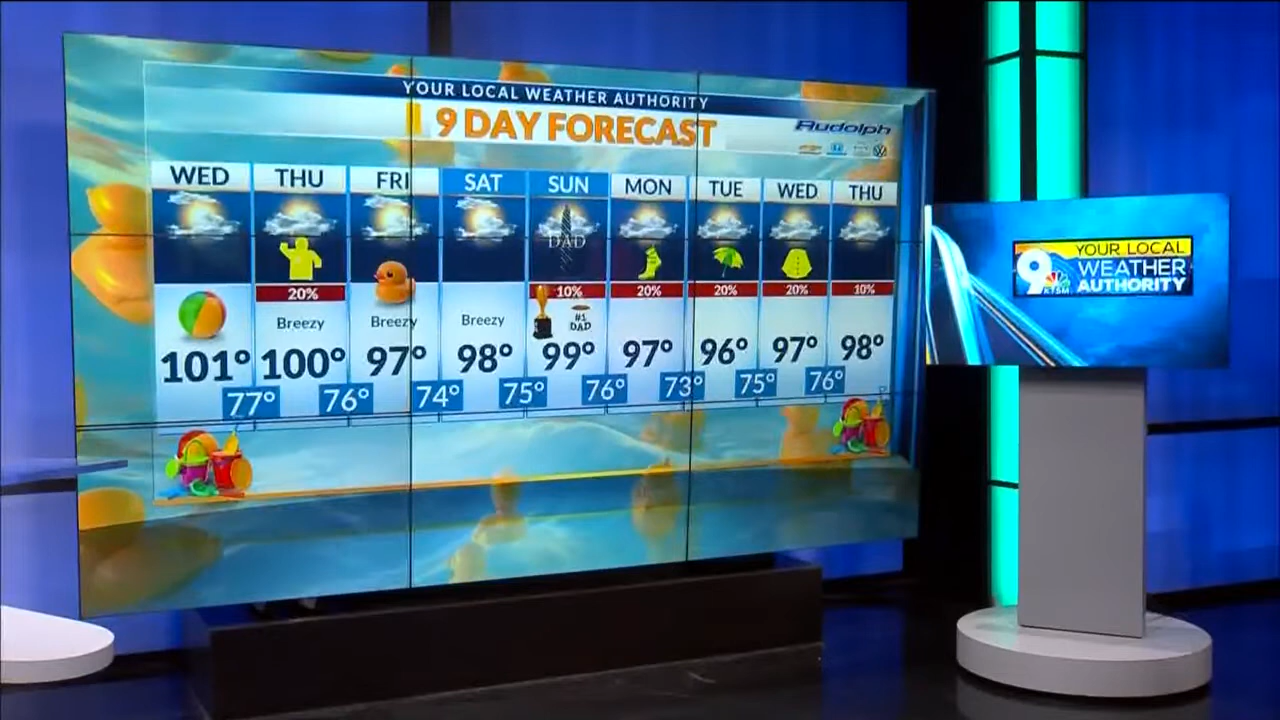 YOUR LOCAL WEATHER AUTHORITY
9 DAY FORECAST
Rudolph
WED THU FRI SAT SUN MON TUE WED THU
DAD
20% 10% 20% 20% 20% 10%
Breezy Breezy Breezy
#1
DAD
101° 100° 97° 98° 99° 97° 96° 97° 98°
77° 76° 74° 75° 76° 73° 75° 76°
9
KTSM
YOUR LOCAL
WEATHER
AUTHORITY